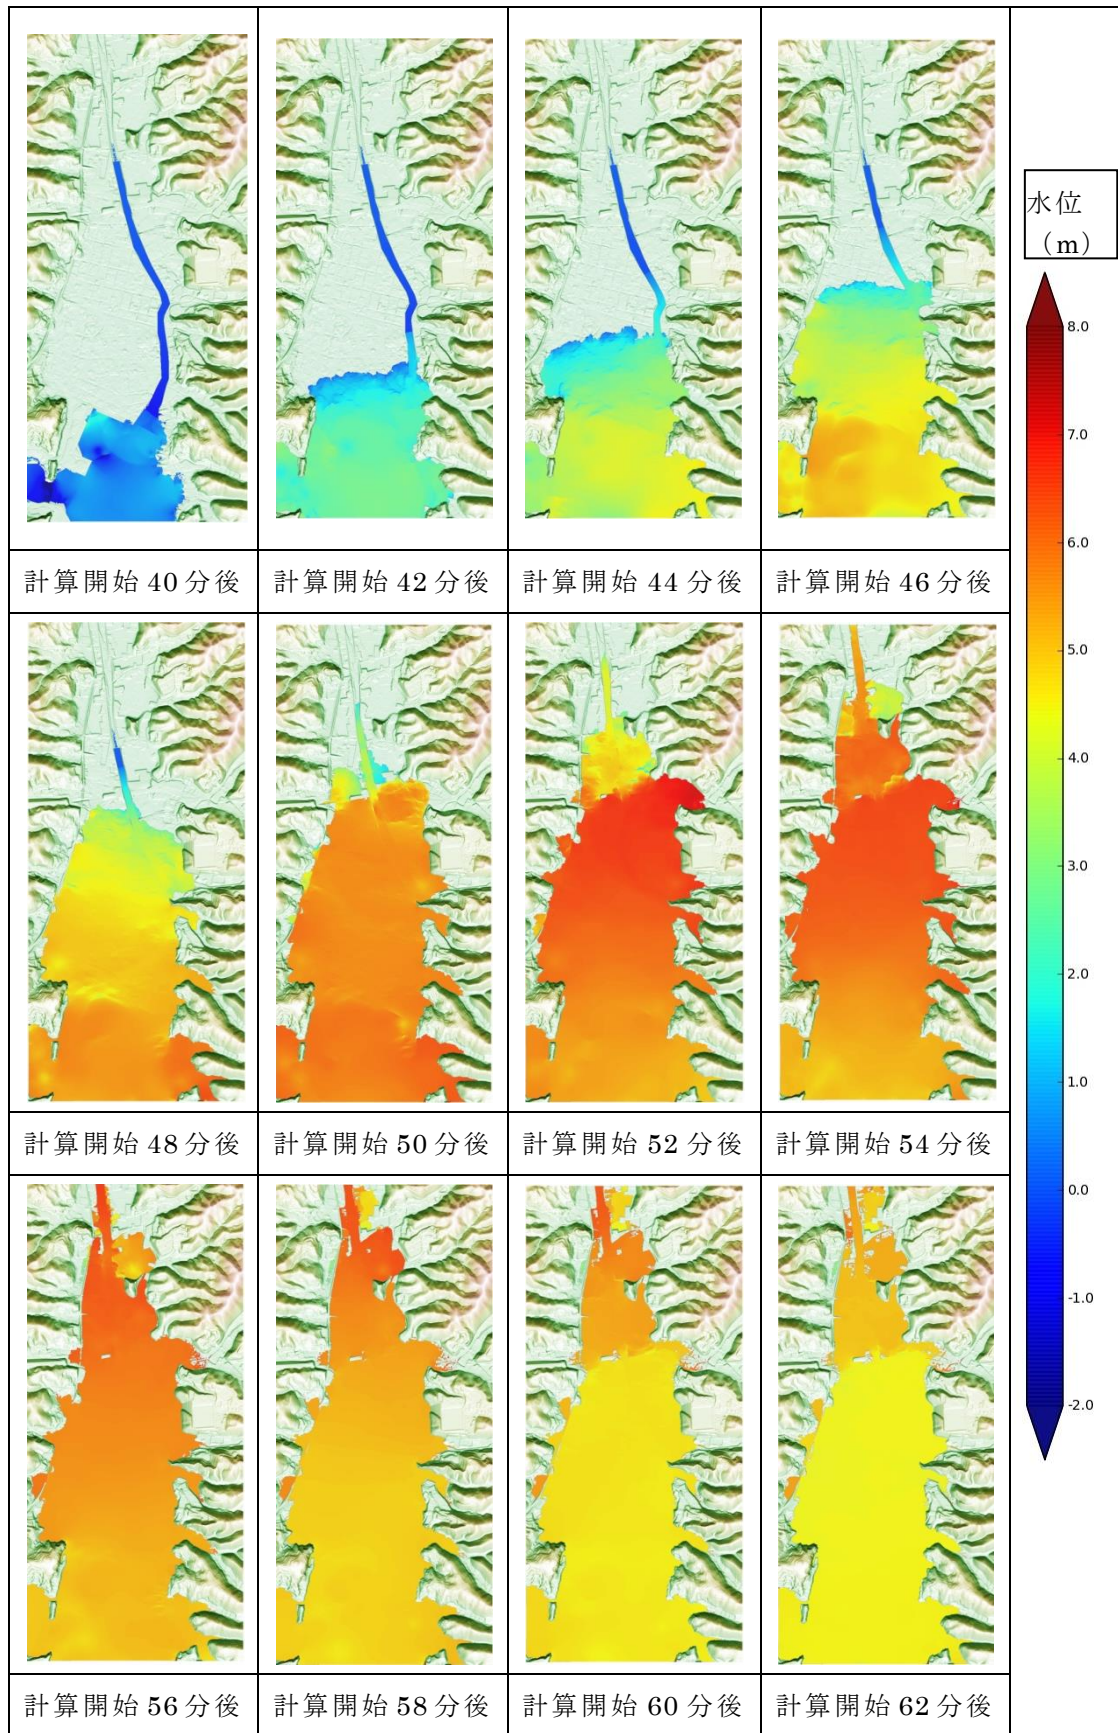 計算開始 40 分後
計算開始 42 分後
計算開始 44 分後
計算開始 46 分後
計算開始 48 分後
計算開始 50 分後
計算開始 52 分後
計算開始 54 分後
計算開始 56 分後
計算開始 58 分後
計算開始 60 分後
計算開始 62 分後
水位
（m）
8.0
7.0
6.0
5.0
4.0
3.0
2.0
1.0
0.0
-1.0
-2.0